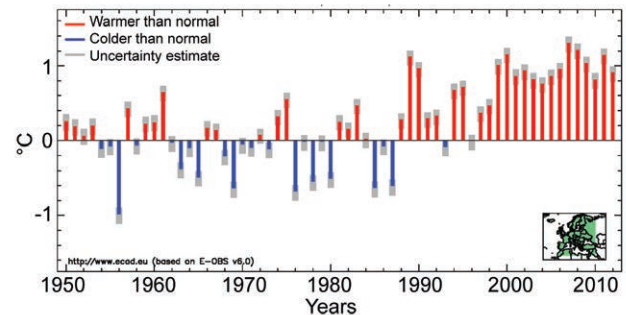 Warmer than normal
Colder than normal
Uncertainty estimate
1
0
-1
°C
http://www.ecad.eu (based on E-OBS v6.0)
1950 1960 1970 1980 1990 2000 2010
Years